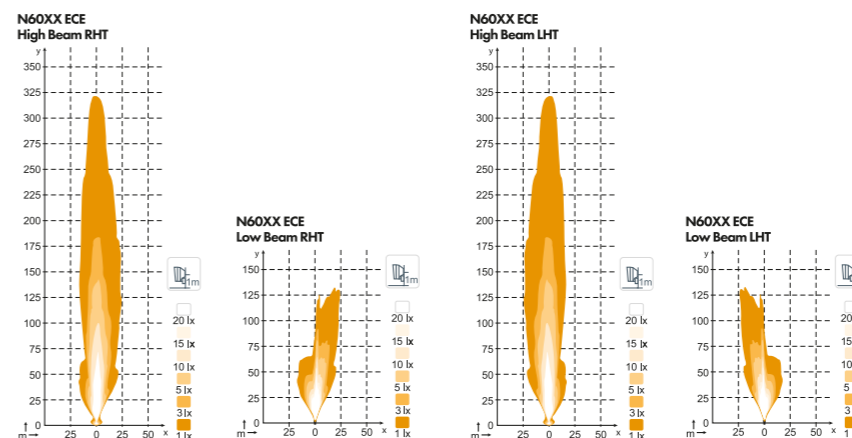 N60XX ECE
High Beam RHT
y
350
325
300
275
250
225
200
175
150
125
100
75
50
25
0
m
25 0 25 50 x
1m
20 lx
15 lx
10 lx
5 lx
3 lx
1 lx
N60XX ECE
Low Beam RHT
y
150
125
100
75
50
25
0
m
25 0 25 50 x
1m
20 lx
15 lx
10 lx
5 lx
3 lx
1 lx
N60XX ECE
High Beam LHT
y
350
325
300
275
250
225
200
175
150
125
100
75
50
25
0
m
25 0 25 50 x
1m
20 lx
15 lx
10 lx
5 lx
3 lx
1 lx
N60XX ECE
Low Beam LHT
y
150
125
100
75
50
25
0
m
25 0 25 50 x
20
15
10
5
3
1